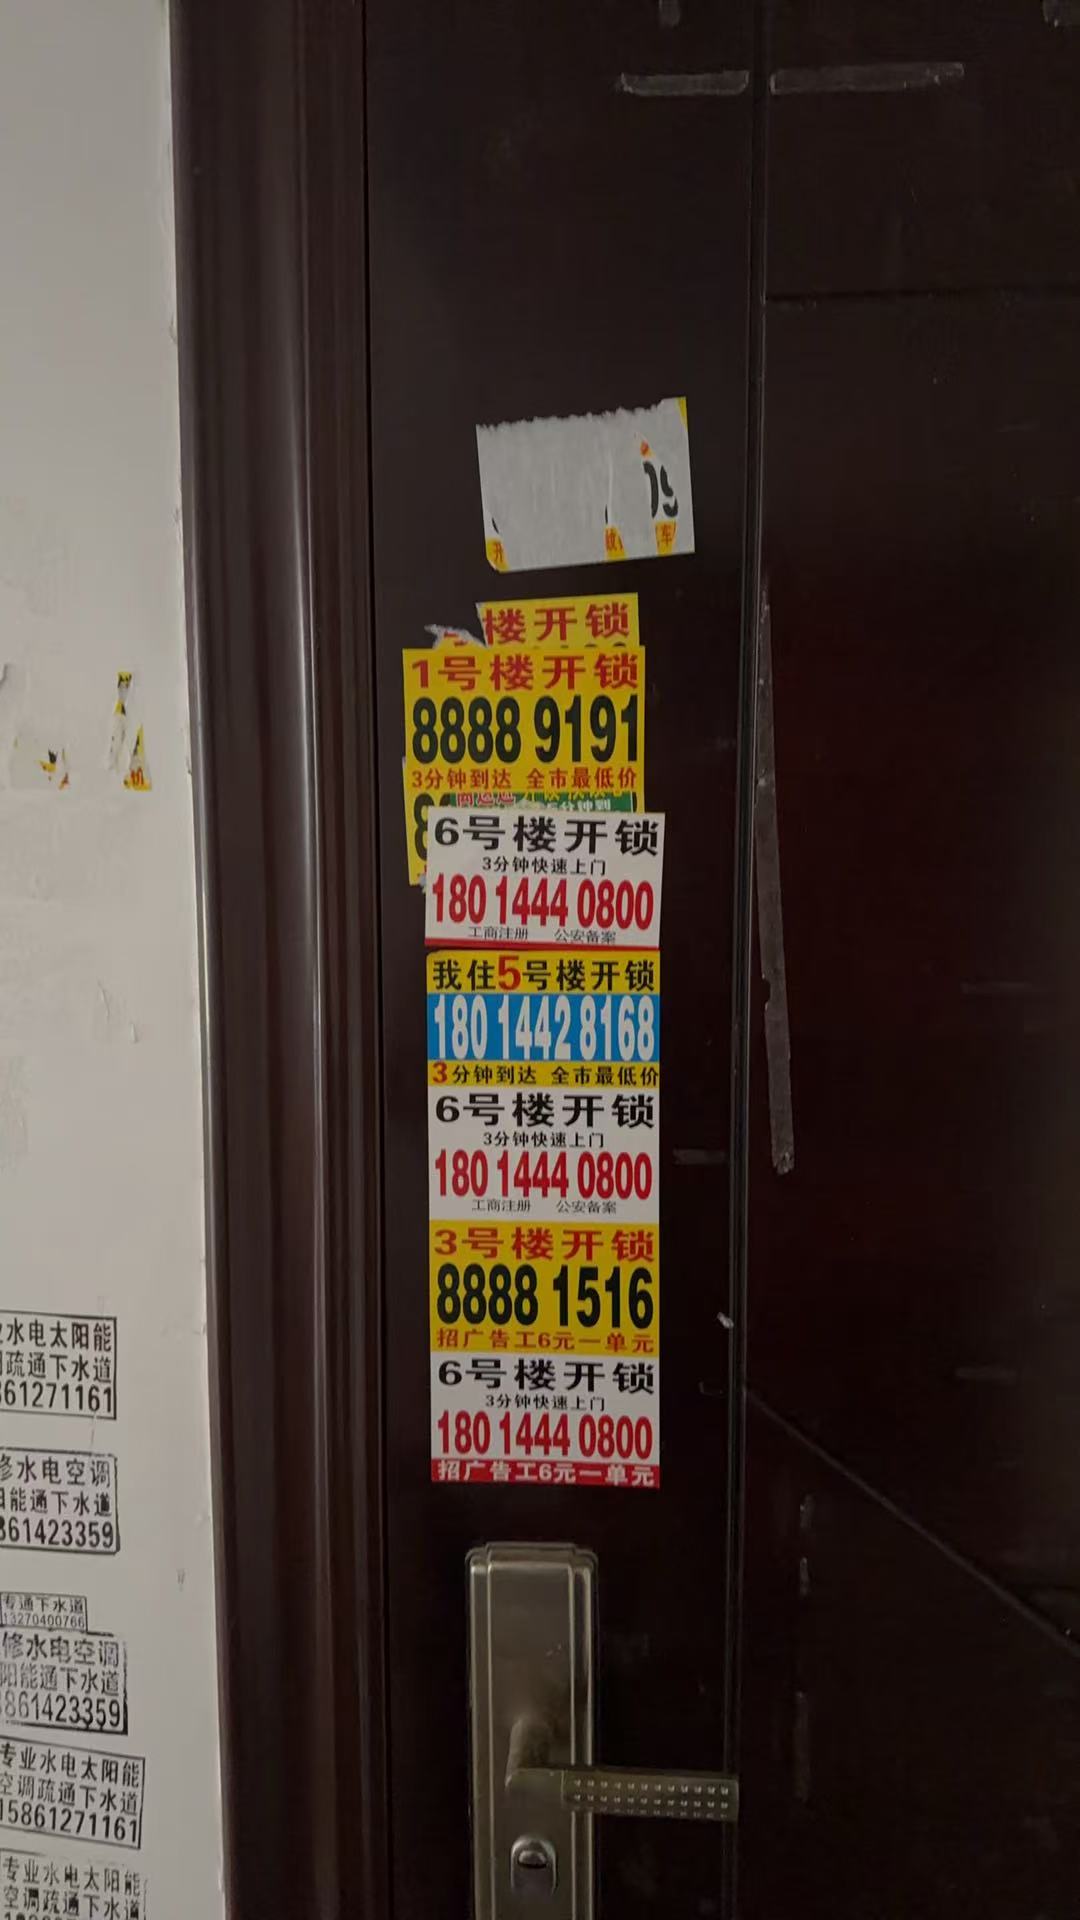 09
开
车
楼开锁
1号楼开锁
8888 9191
3分钟到达 全市最低价
5分钟到
6号楼开锁
3分钟快速上门
180 1444 0800
工商注册 公安备案
我住5号楼开锁
180 1442 8168
3分钟到达 全市最低价
6号楼开锁
3分钟快速上门
180 1444 0800
工商注册 公安备案
3号楼开锁
8888 1516
招广告工6元一单元
6号楼开锁
3分钟快速上门
180 1444 0800
招广告工6元一单元
价
水电太阳能
疏通下水道
861271161
修水电空调
阳能通下水道
861423359
专通下水道
13270400766
修水电空调
阳能通下水道
861423359
专业水电太阳能
空调疏通下水道
15861271161
专业水电太阳能
空调疏通下水道